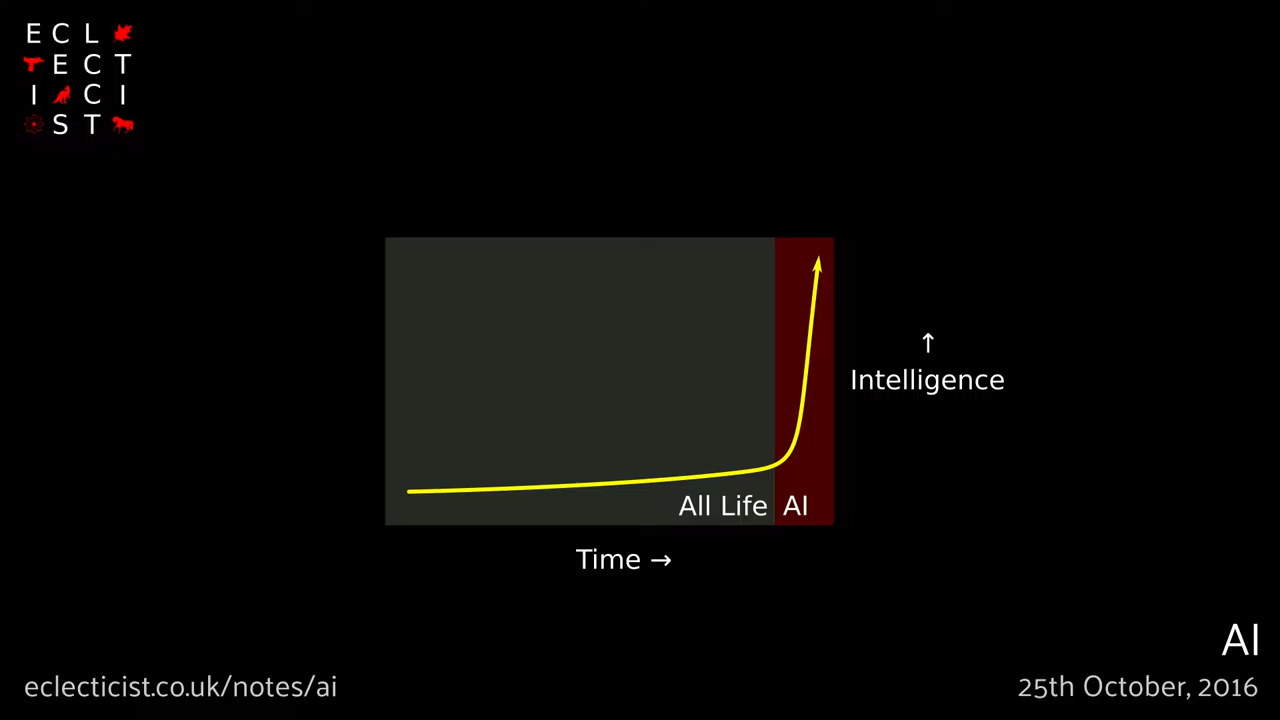 E C L
E C T
I C I
S T
↑
Intelligence
All Life AI
Time →
AI
eclecticist.co.uk/notes/ai
25th October, 2016